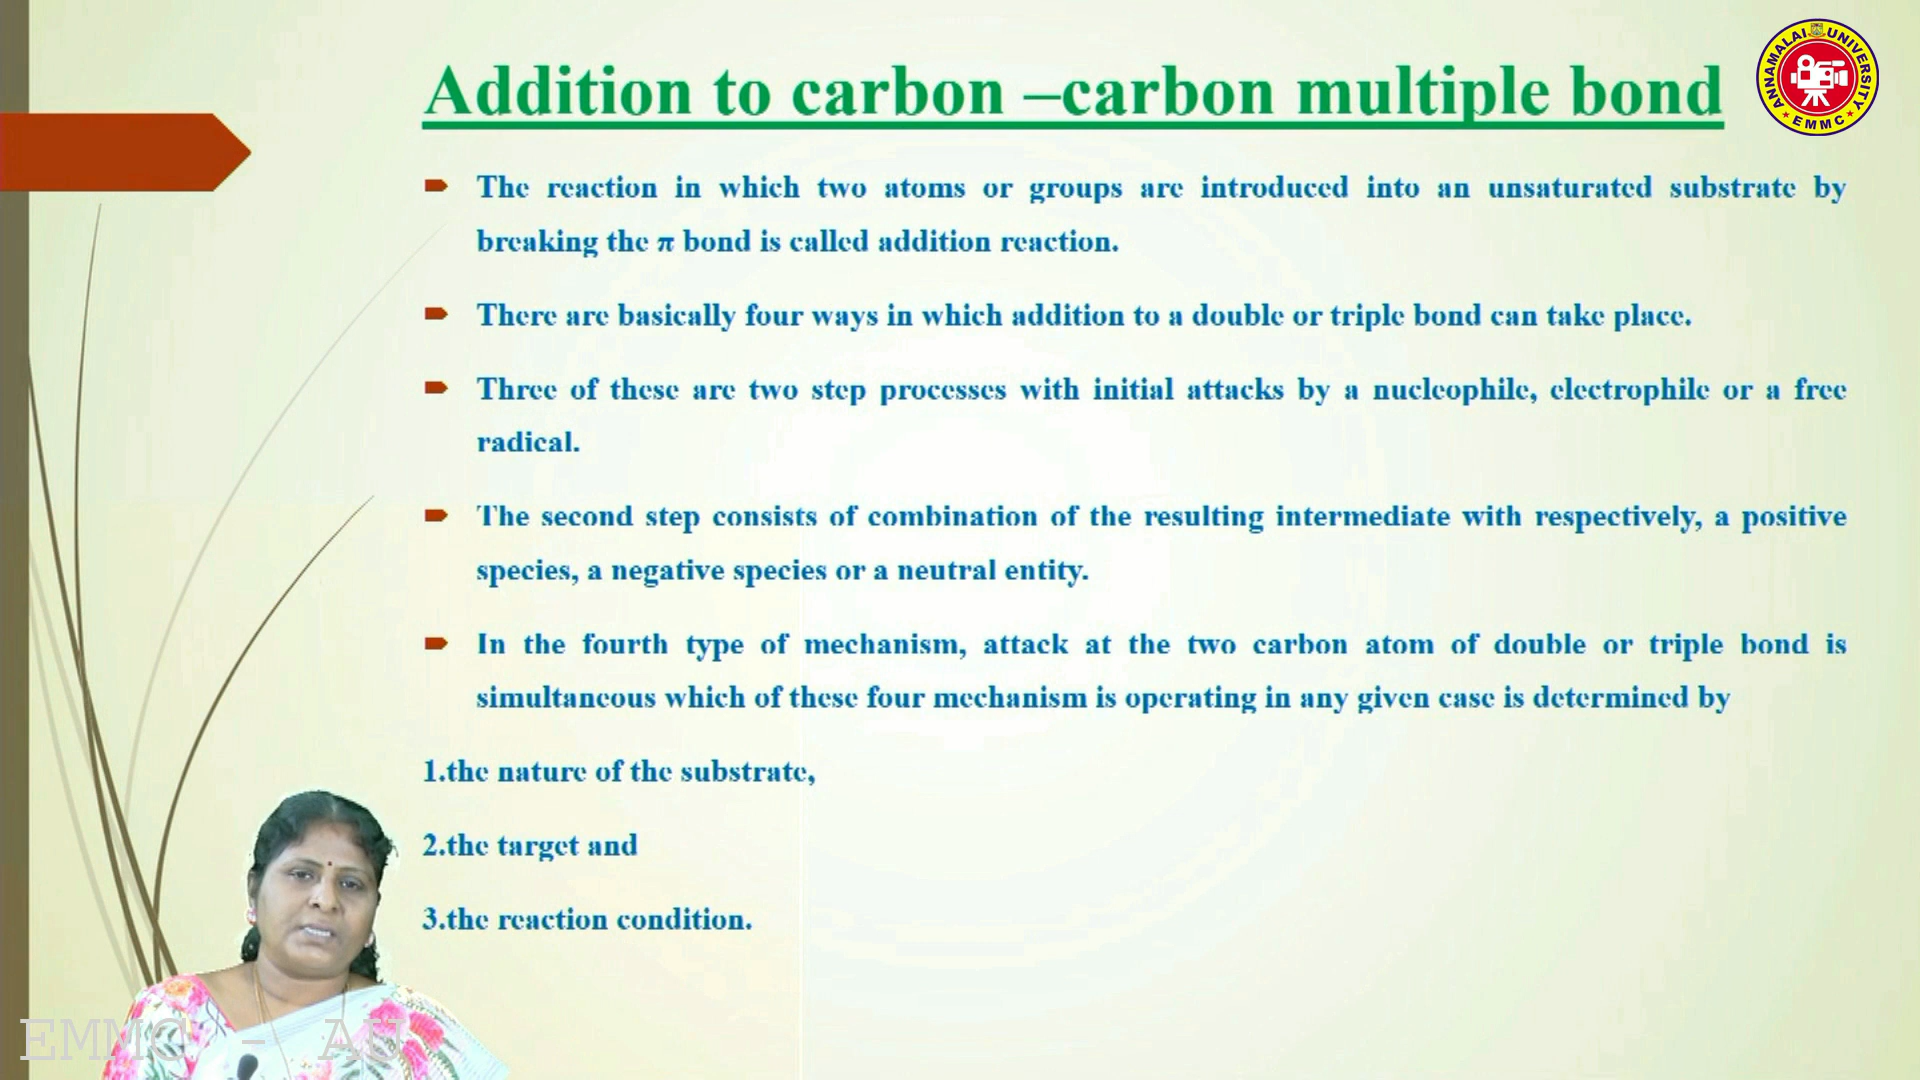 Addition to carbon –carbon multiple bond
ANNAMALAI UNIVERSITY
EMMC
The reaction in which two atoms or groups are introduced into an unsaturated substrate by
breaking the π bond is called addition reaction.
There are basically four ways in which addition to a double or triple bond can take place.
Three of these are two step processes with initial attacks by a nucleophile, electrophile or a free
radical.
The second step consists of combination of the resulting intermediate with respectively, a positive
species, a negative species or a neutral entity.
In the fourth type of mechanism, attack at the two carbon atom of double or triple bond is
simultaneous which of these four mechanism is operating in any given case is determined by
1.the nature of the substrate,
2.the target and
3.the reaction condition.
EMMC - AU